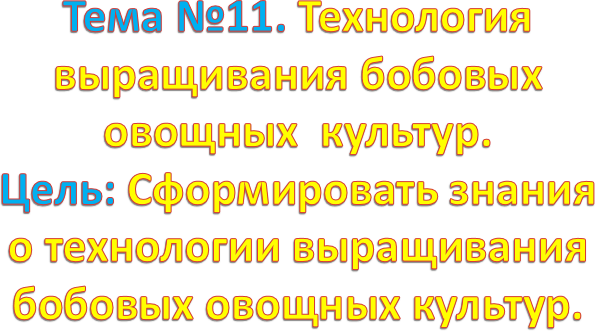 Тема №11. Технология
выращивания бобовых
овощных культур.
Цель: Сформировать знания
о технологии выращивания
бобовых овощных культур.